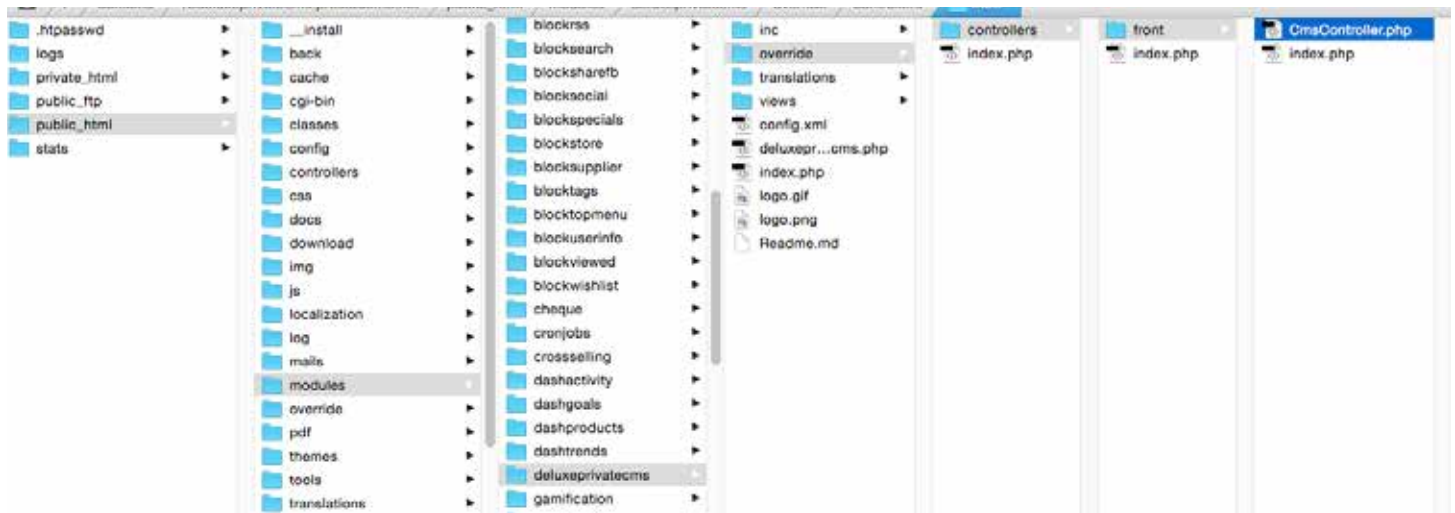 .htpasswd
logs
private_html
public_ftp
public_html
stats
__install
back
cache
cgi-bin
classes
config
controllers
css
docs
download
img
js
localization
log
mails
modules
override
pdf
themes
tools
translations
blockrss
blocksearch
blocksharefb
blocksocial
blockspecials
blockstore
blocksupplier
blocktags
blocktopmenu
blockuserinfo
blockviewed
blockwishlist
cheque
cronjobs
crossselling
dashactivity
dashgoals
dashproducts
dashtrends
deluxeprivatecms
gamification
inc
override
translations
views
config.xml
deluxepr...cms.php
index.php
logo.gif
logo.png
Readme.md
controllers
index.php
front
index.php
CmsController.php
index.php